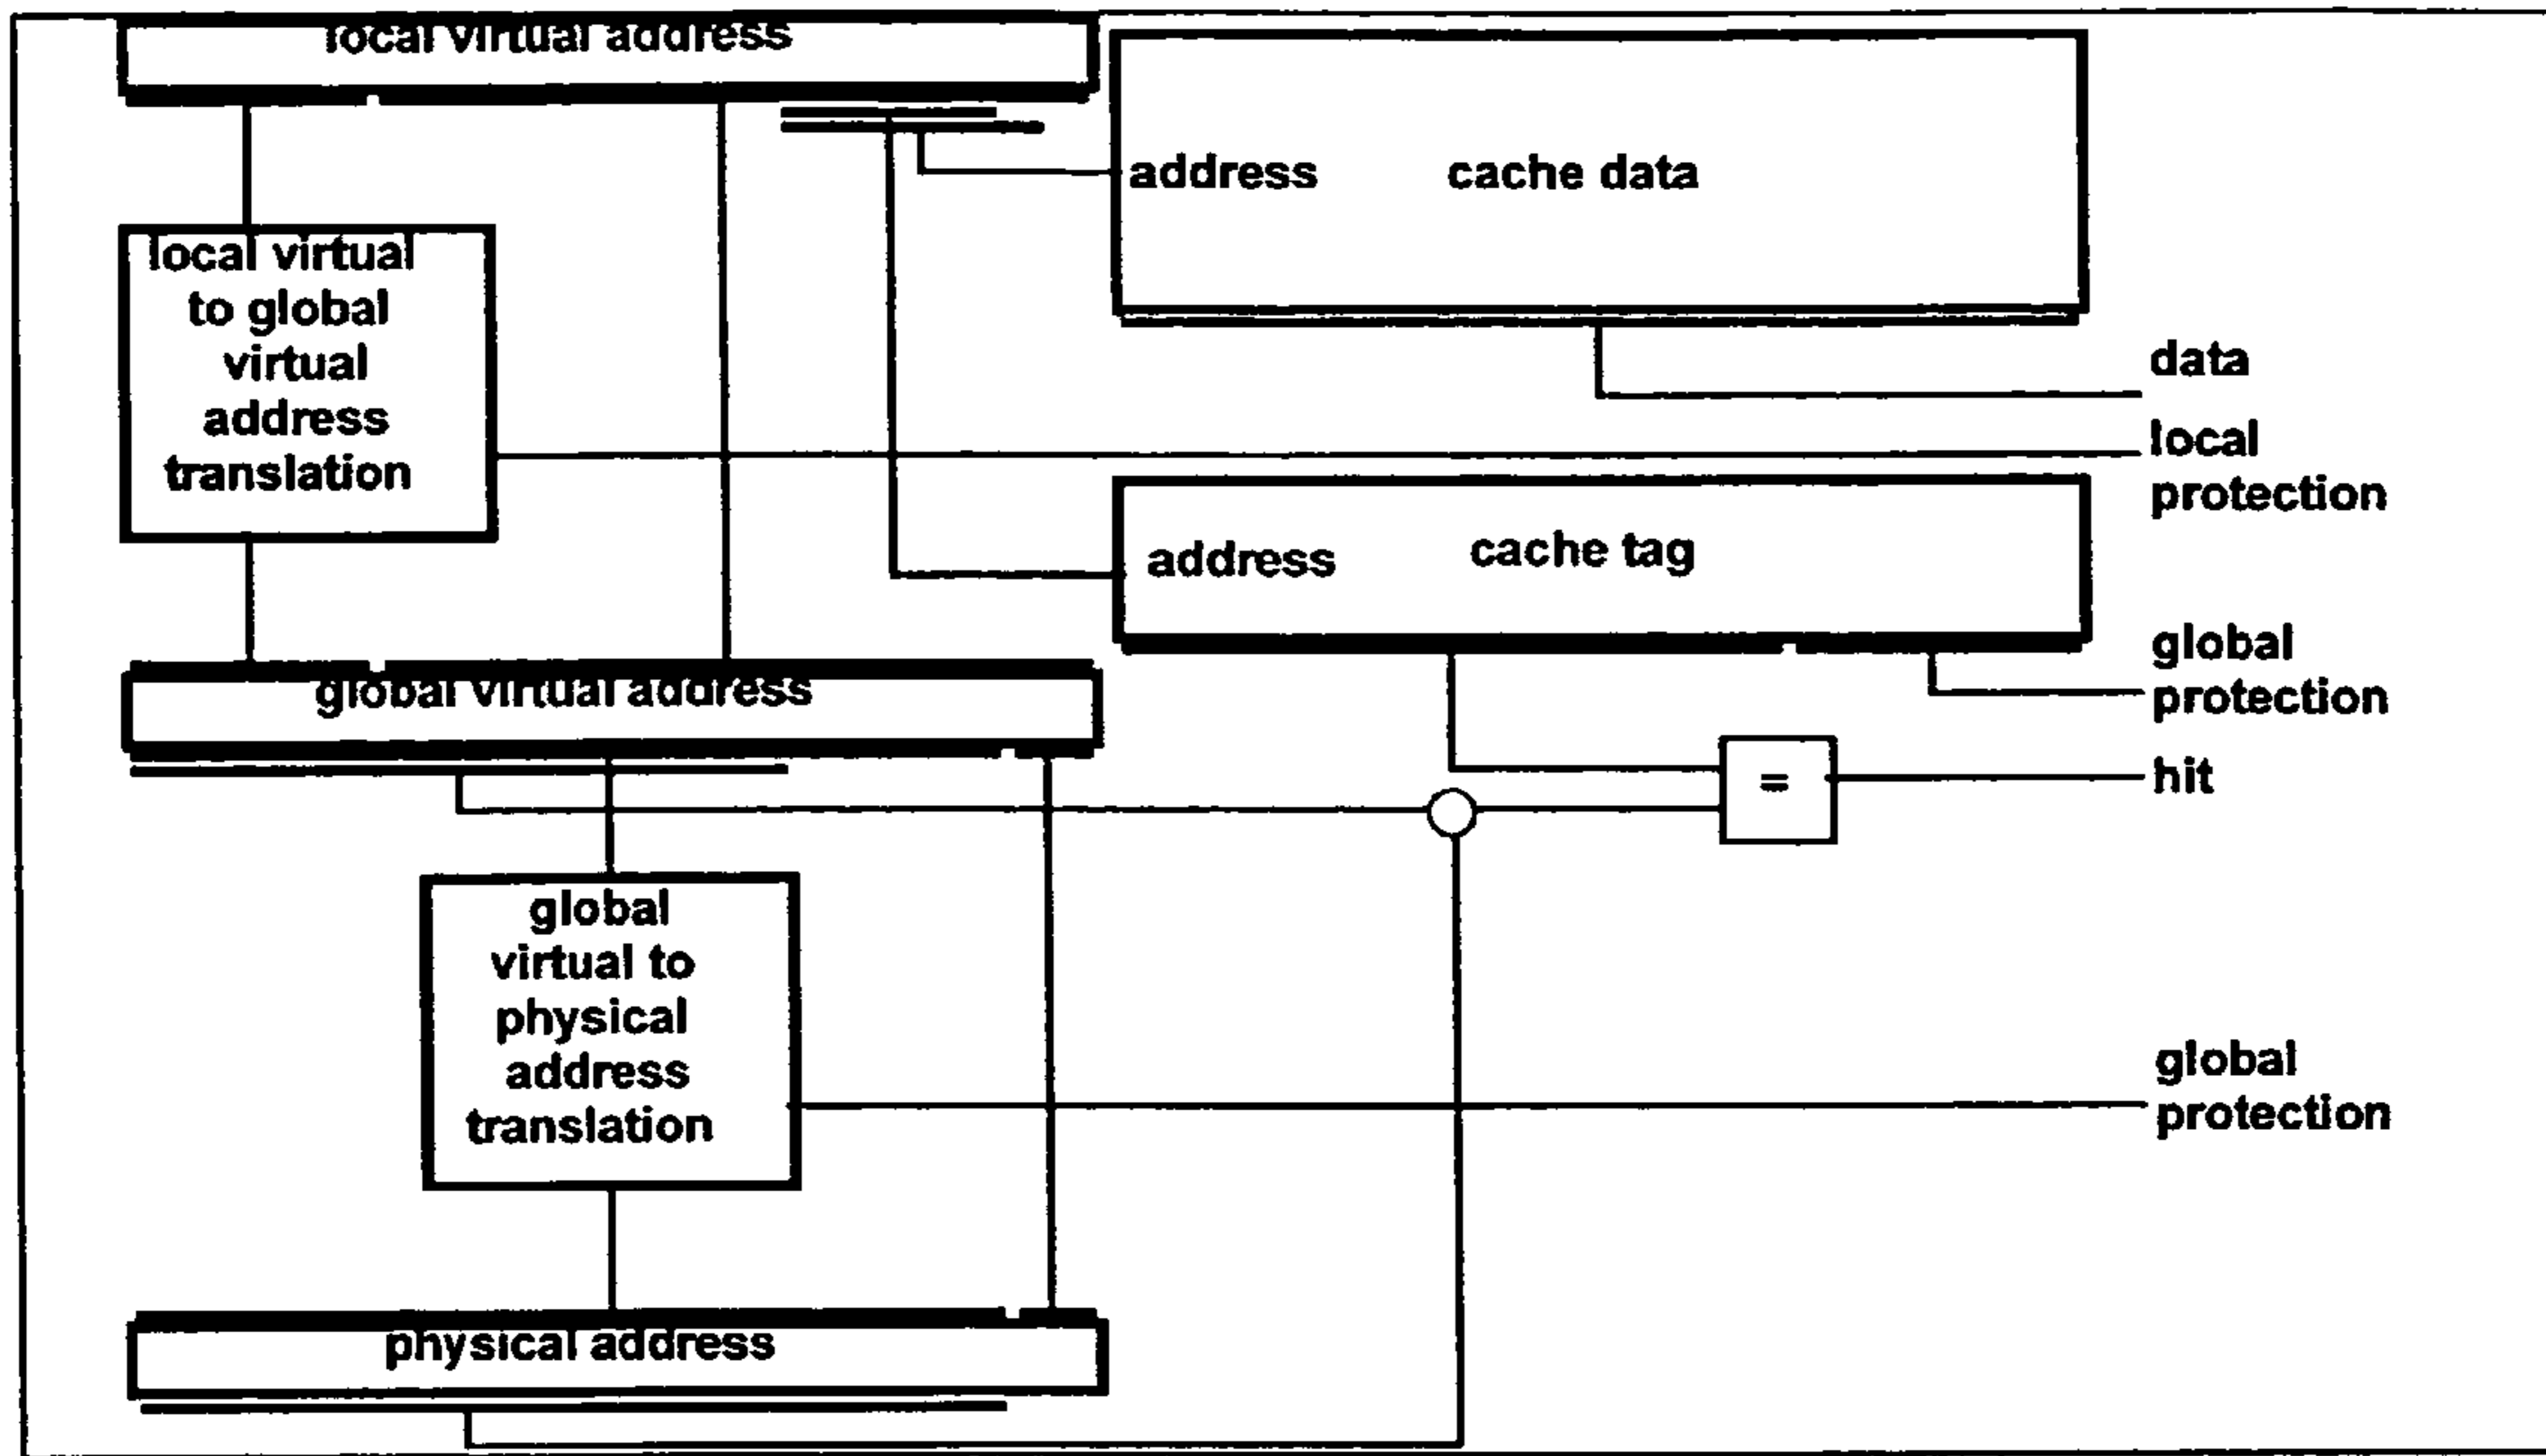 local virtual address
address
cache data
local virtual
to global
virtual
address
translation
data
local
protection
address
cache tag
global virtual address
global
protection
=
hit
global
virtual to
physical
address
translation
global
protection
physical address